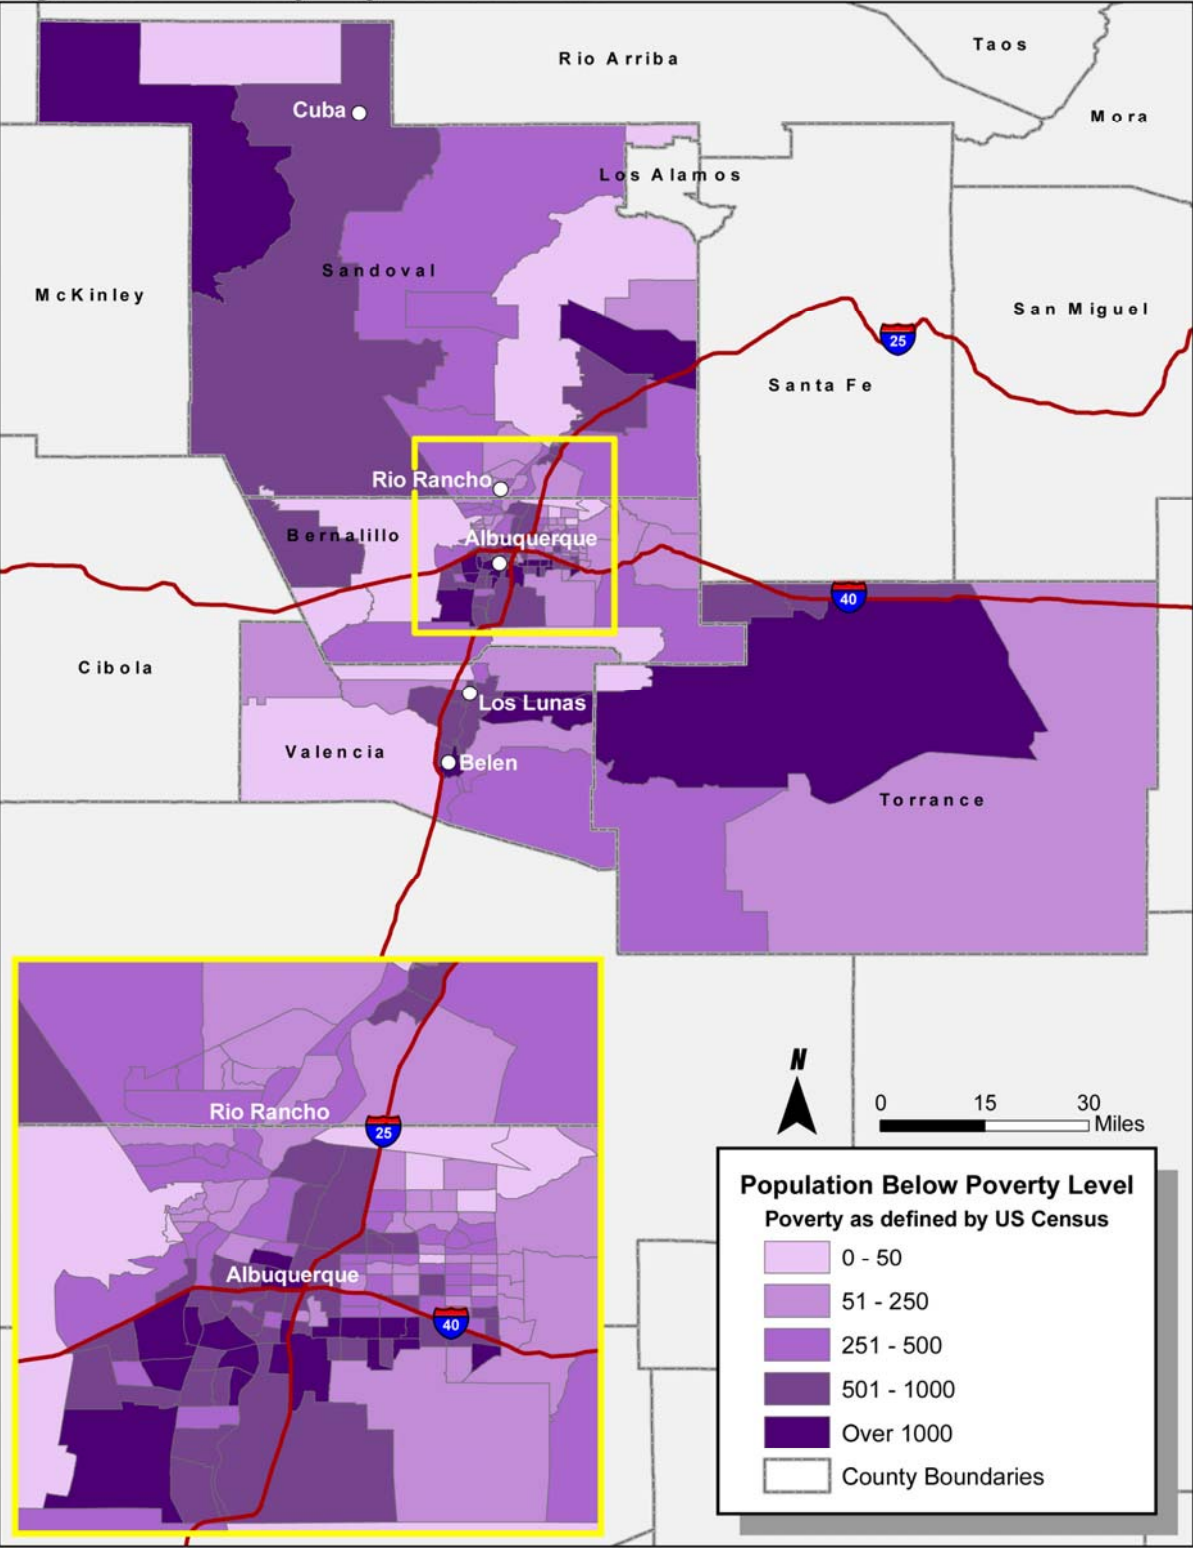 Taos
Rio Arriba
Mora
Cuba
Los Alamos
Sandoval
McKinley
San Miguel
25
Santa Fe
Rio Rancho
Bernalillo
Albuquerque
40
Cibola
Los Lunas
Valencia
Belen
Torrance
N
0 15 30
Miles
Rio Rancho
25
Albuquerque
40
Population Below Poverty Level
Poverty as defined by US Census
0 - 50
51 - 250
251 - 500
501 - 1000
Over 1000
County Boundaries